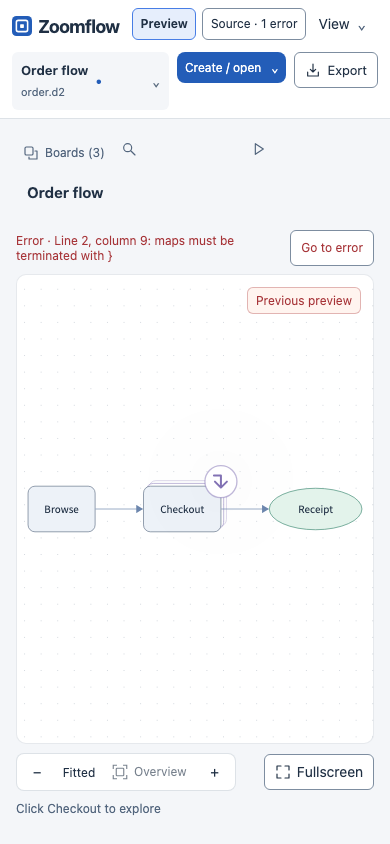 Zoomflow
Preview
Source · 1 error
View
Order flow
order.d2
Create / open
Export
Boards (3)
Order flow
Error · Line 2, column 9: maps must be
terminated with }
Go to error
Previous preview
Browse
Checkout
Receipt
− Fitted
Overview
+
Fullscreen
Click Checkout to explore